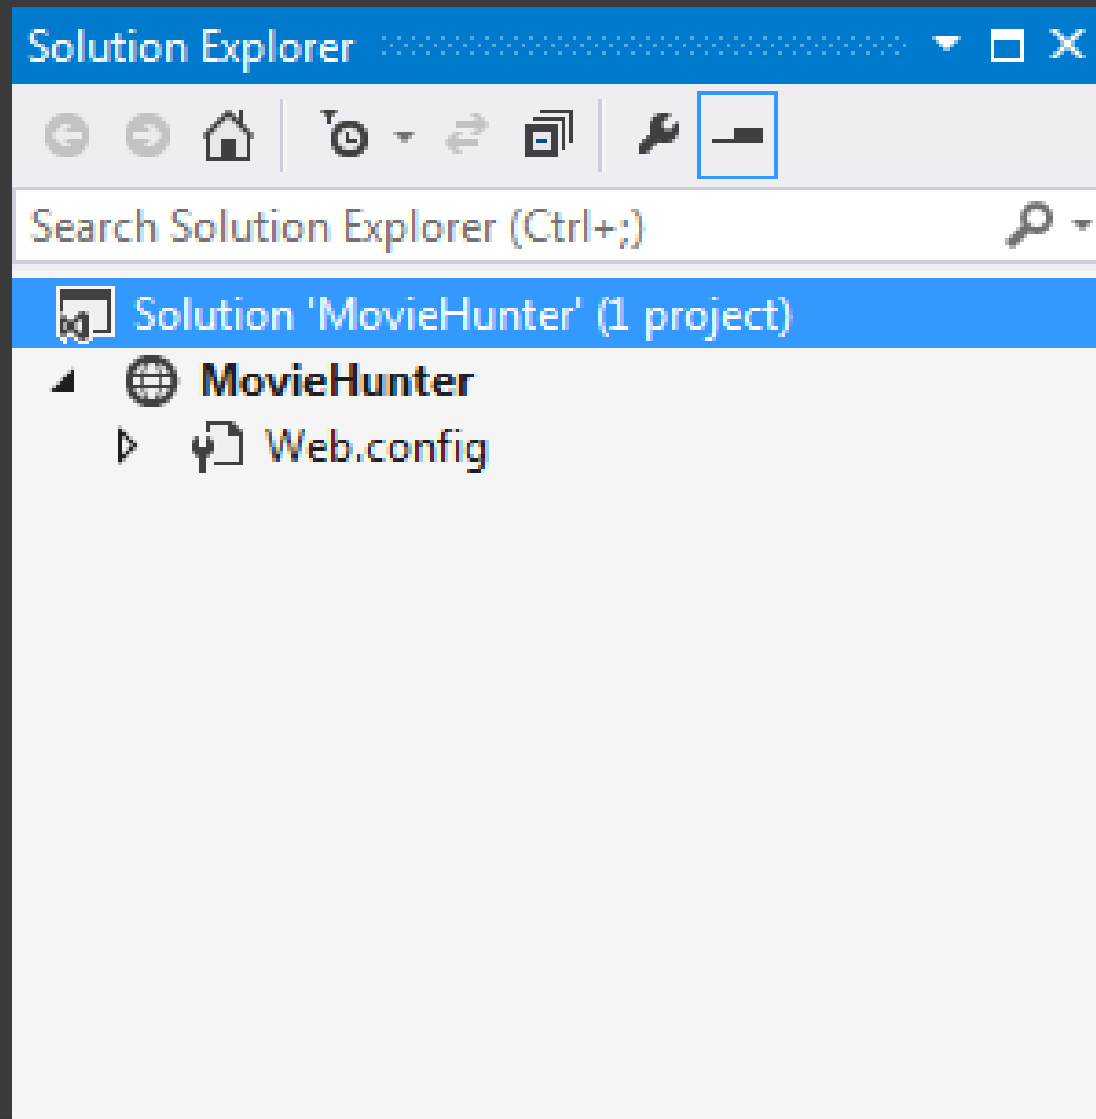 Solution Explorer
Search Solution Explorer (Ctrl+;)
Solution 'MovieHunter' (1 project)
MovieHunter
Web.config